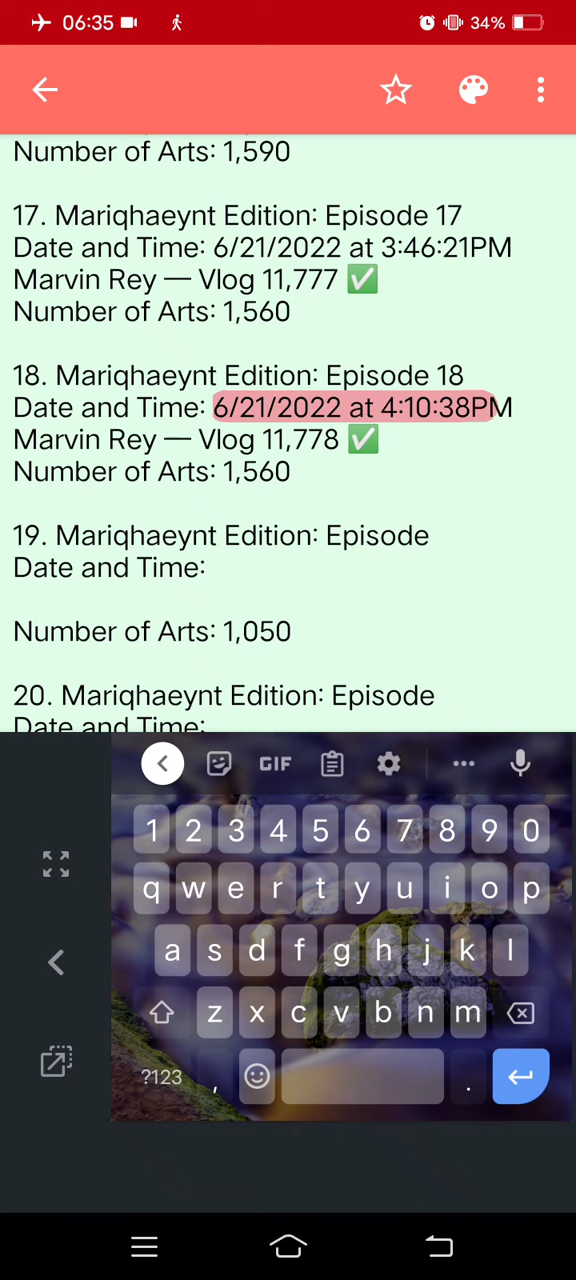 06:35
34%
Number of Arts: 1,590
17. Mariqhaeynt Edition: Episode 17
Date and Time: 6/21/2022 at 3:46:21PM
Marvin Rey — Vlog 11,777 ✅
Number of Arts: 1,560
18. Mariqhaeynt Edition: Episode 18
Date and Time: 6/21/2022 at 4:10:38PM
Marvin Rey — Vlog 11,778 ✅
Number of Arts: 1,560
19. Mariqhaeynt Edition: Episode
Date and Time:
Number of Arts: 1,050
20. Mariqhaeynt Edition: Episode
Date and Time:
GIF
1 2 3 4 5 6 7 8 9 0
q w e r t y u i o p
a s d f g h j k l
z x c v b n m
?123 , .